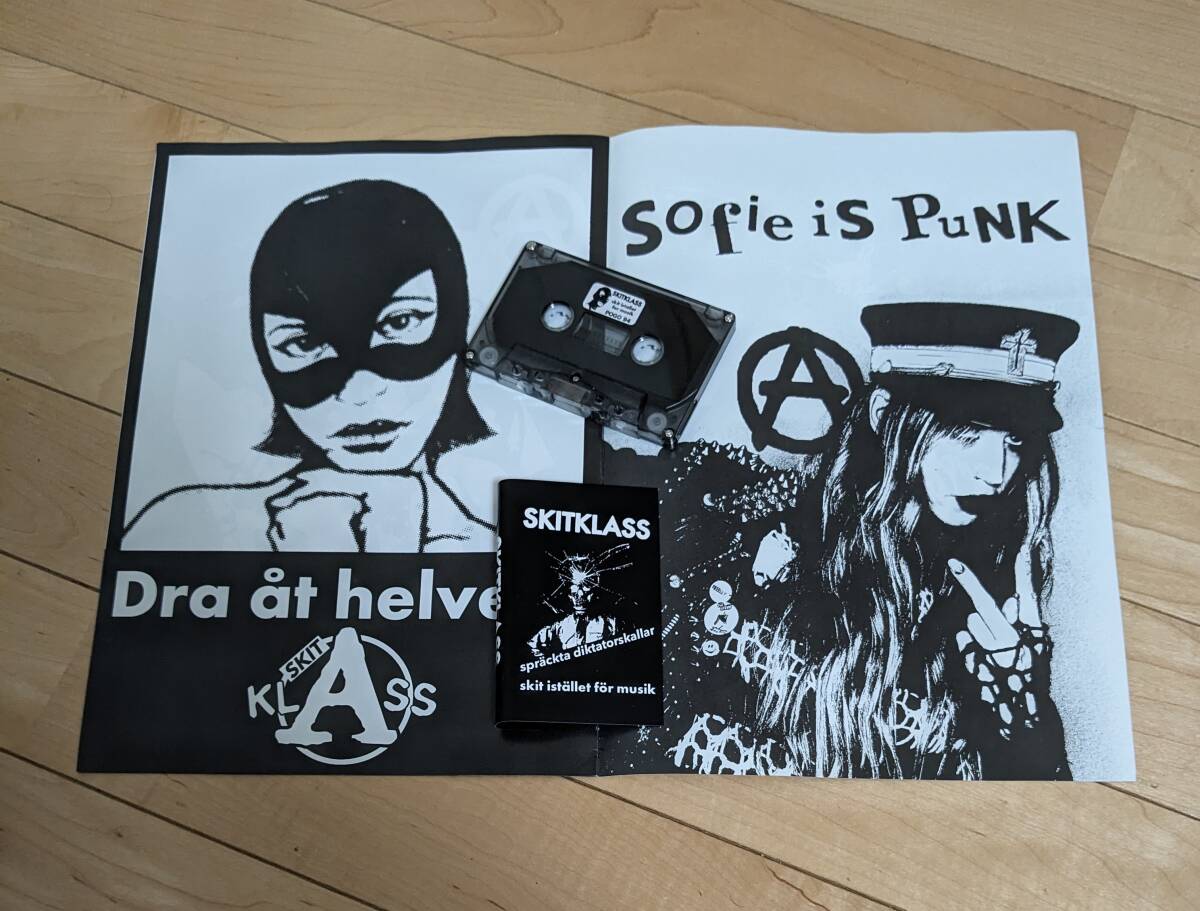 Sofie is Punk
A
SKITKLASS
skit istället
för musik
POGO 94
SKITKLASS
spräckta diktatorskallar
skit istället för musik
Dra åt helve
SKIT
KLASS